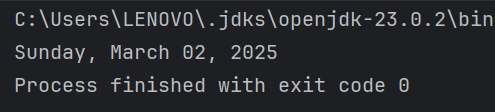 C:\Users\LENOVO\.jdks\openjdk-23.0.2\bin
Sunday, March 02, 2025
Process finished with exit code 0